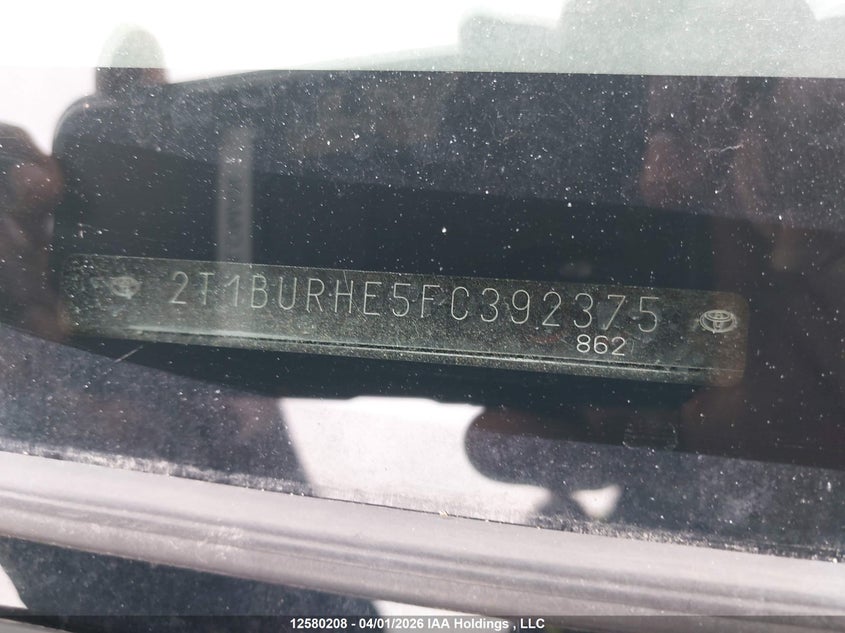 2T1BURHE5FC392375
862
12580208 - 04/01/2026 IAA Holdings , LLC